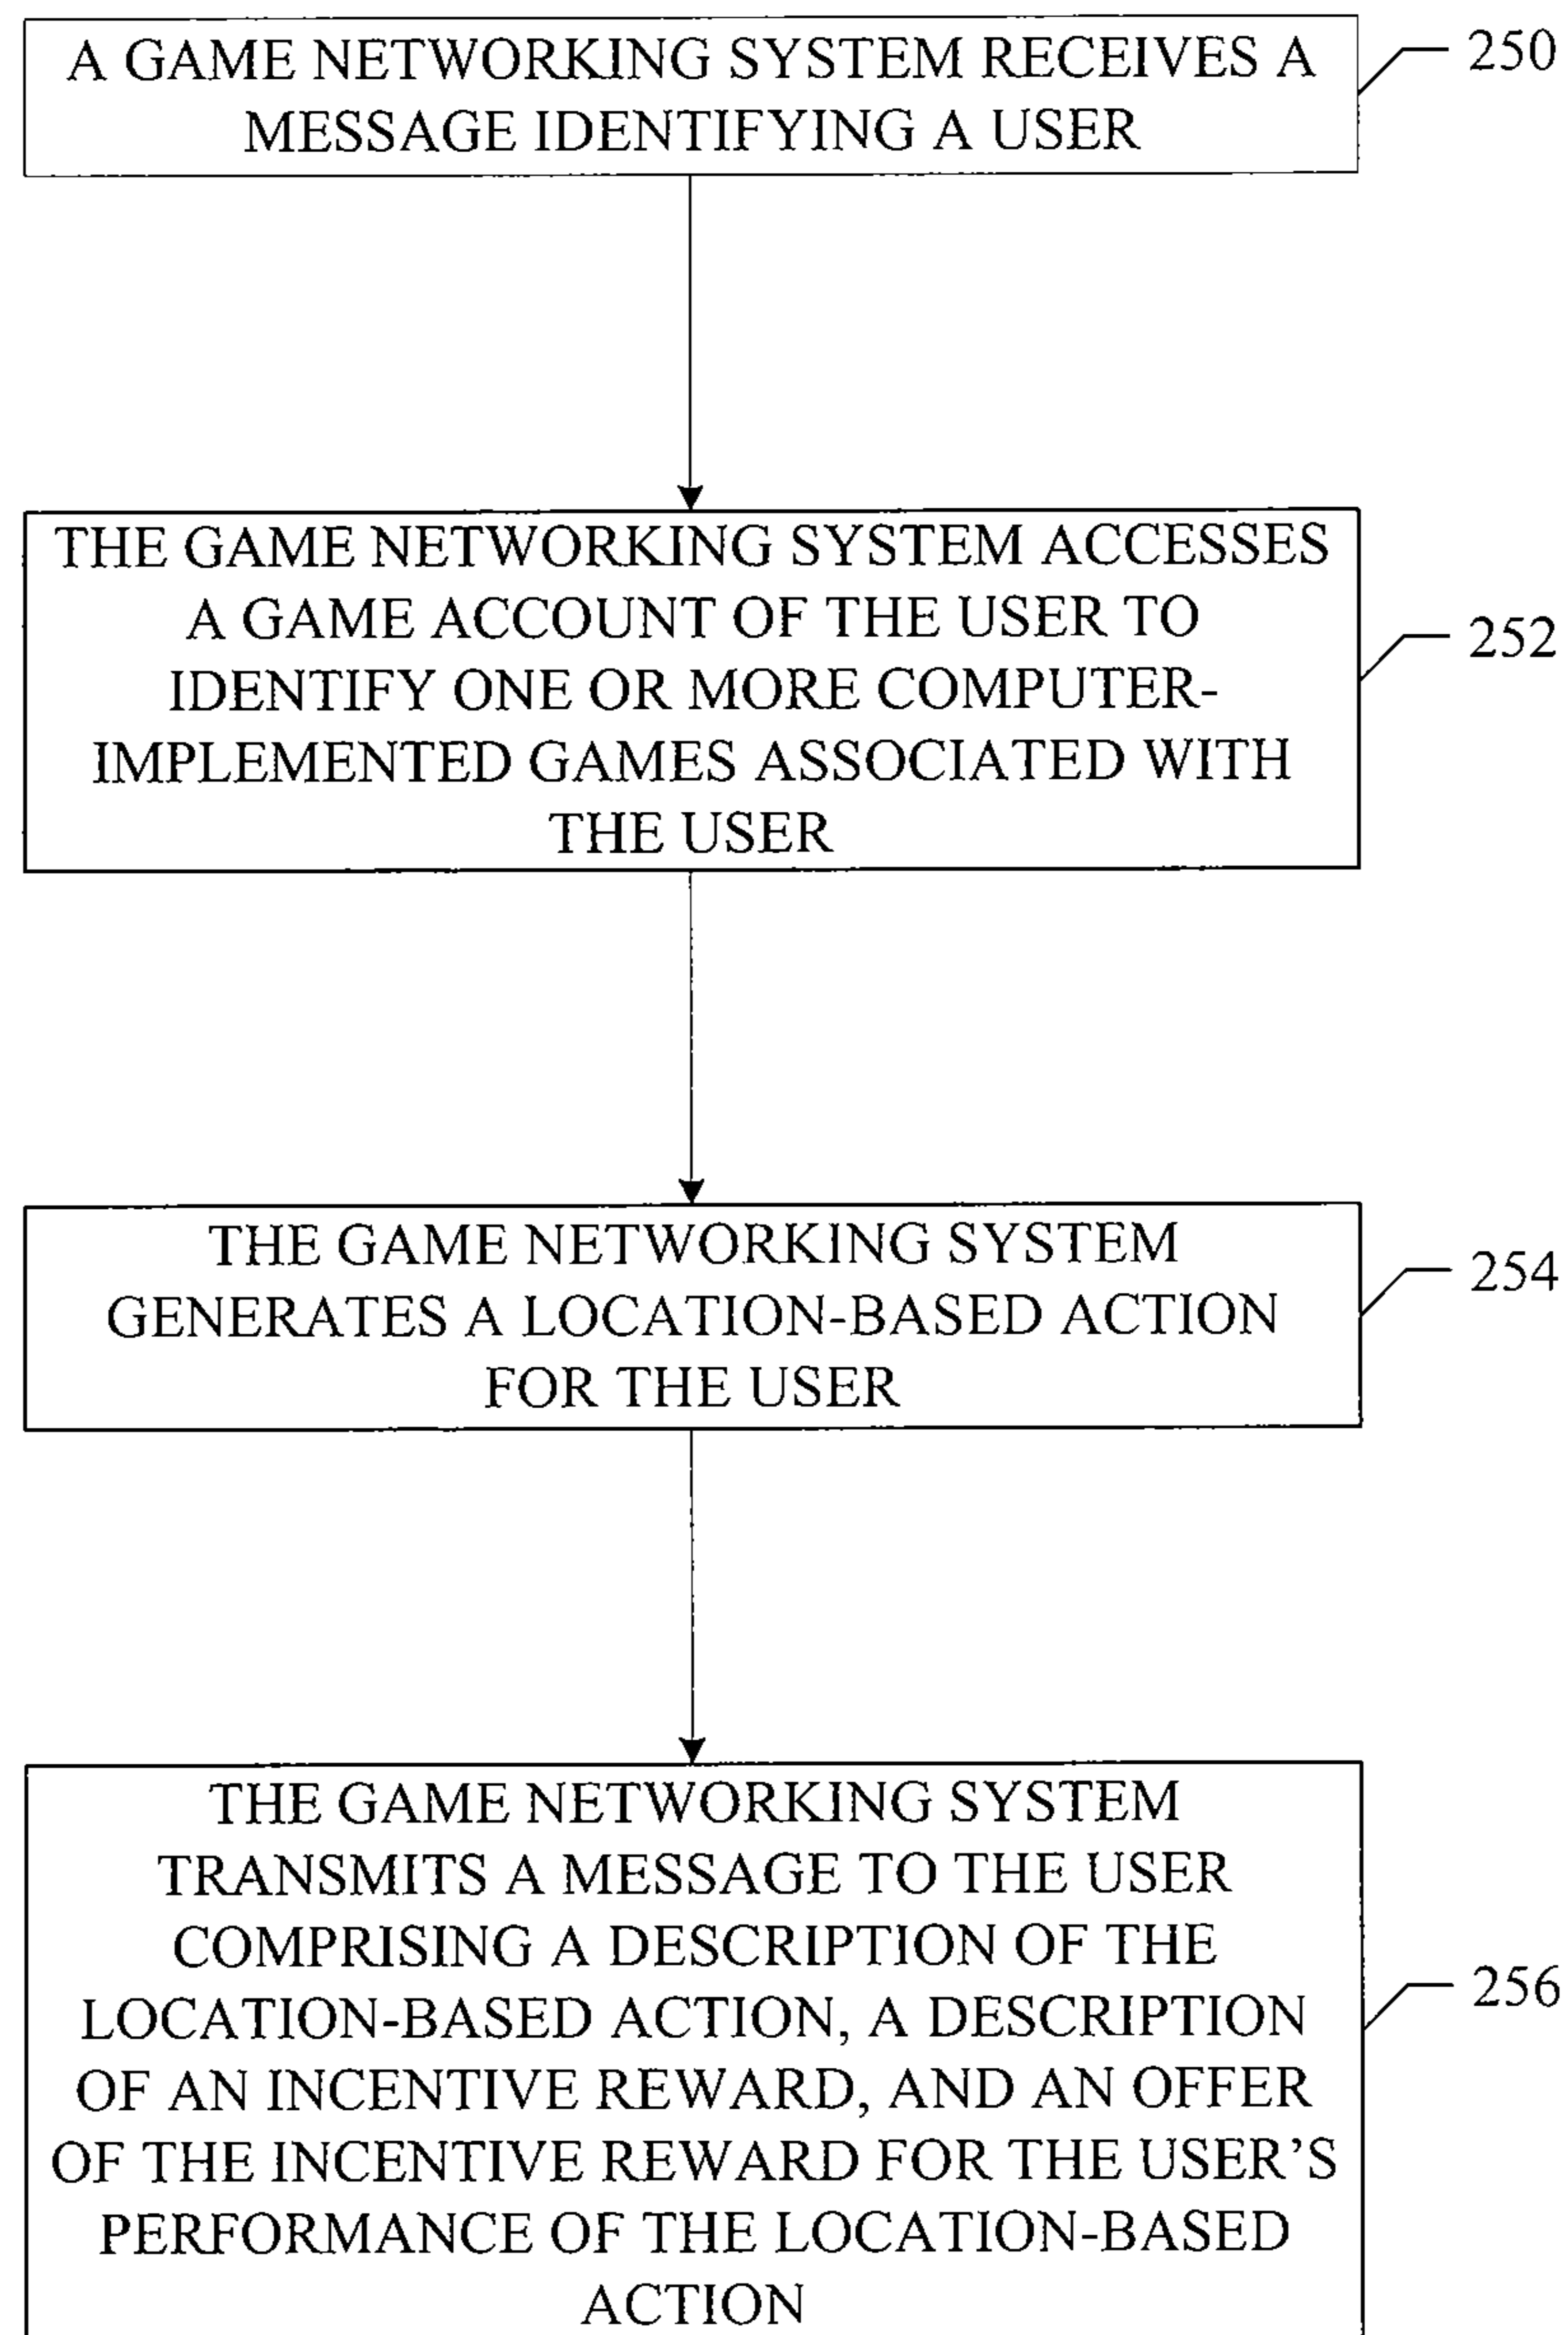 A GAME NETWORKING SYSTEM RECEIVES A
MESSAGE IDENTIFYING A USER
250
THE GAME NETWORKING SYSTEM ACCESSES
A GAME ACCOUNT OF THE USER TO
IDENTIFY ONE OR MORE COMPUTER-
IMPLEMENTED GAMES ASSOCIATED WITH
THE USER
252
THE GAME NETWORKING SYSTEM
GENERATES A LOCATION-BASED ACTION
FOR THE USER
254
THE GAME NETWORKING SYSTEM
TRANSMITS A MESSAGE TO THE USER
COMPRISING A DESCRIPTION OF THE
LOCATION-BASED ACTION, A DESCRIPTION
OF AN INCENTIVE REWARD, AND AN OFFER
OF THE INCENTIVE REWARD FOR THE USER'S
PERFORMANCE OF THE LOCATION-BASED
ACTION
256